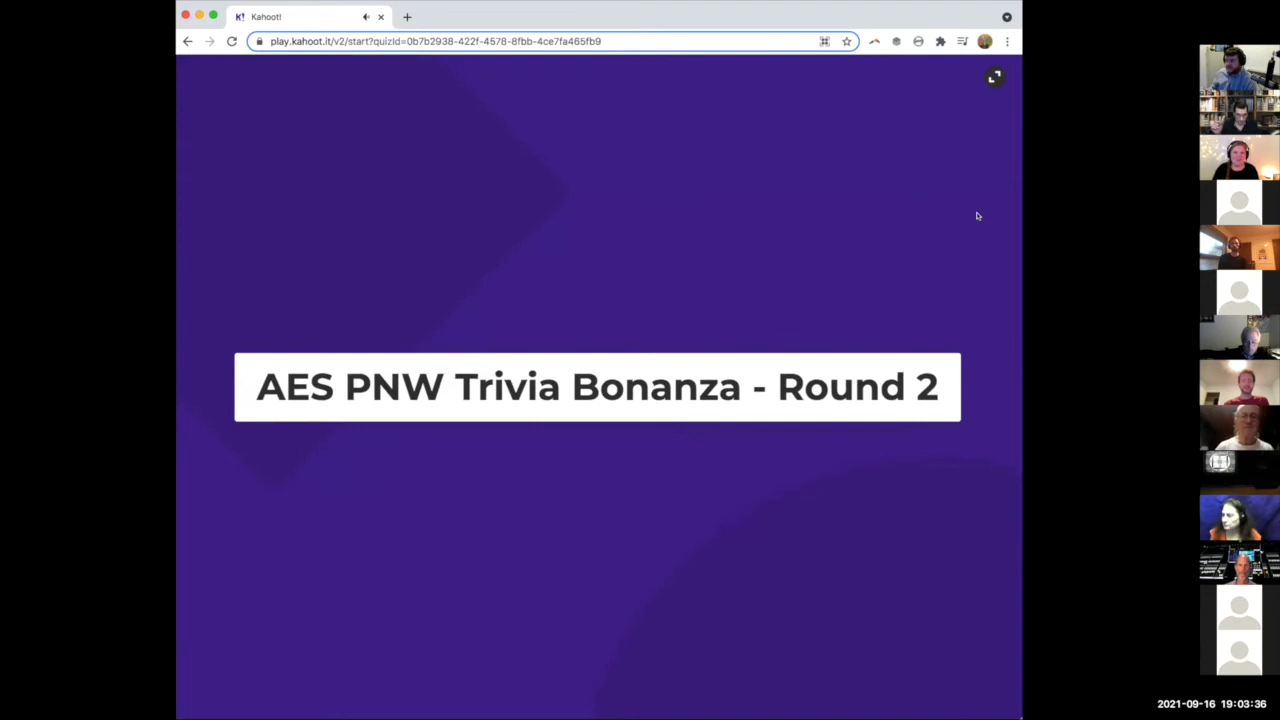 K! Kahoot!
play.kahoot.it/v2/start?quizId=0b7b2938-422f-4578-8fbb-4ce7fa465fb9
AES PNW Trivia Bonanza - Round 2
2021-09-16 19:03:36